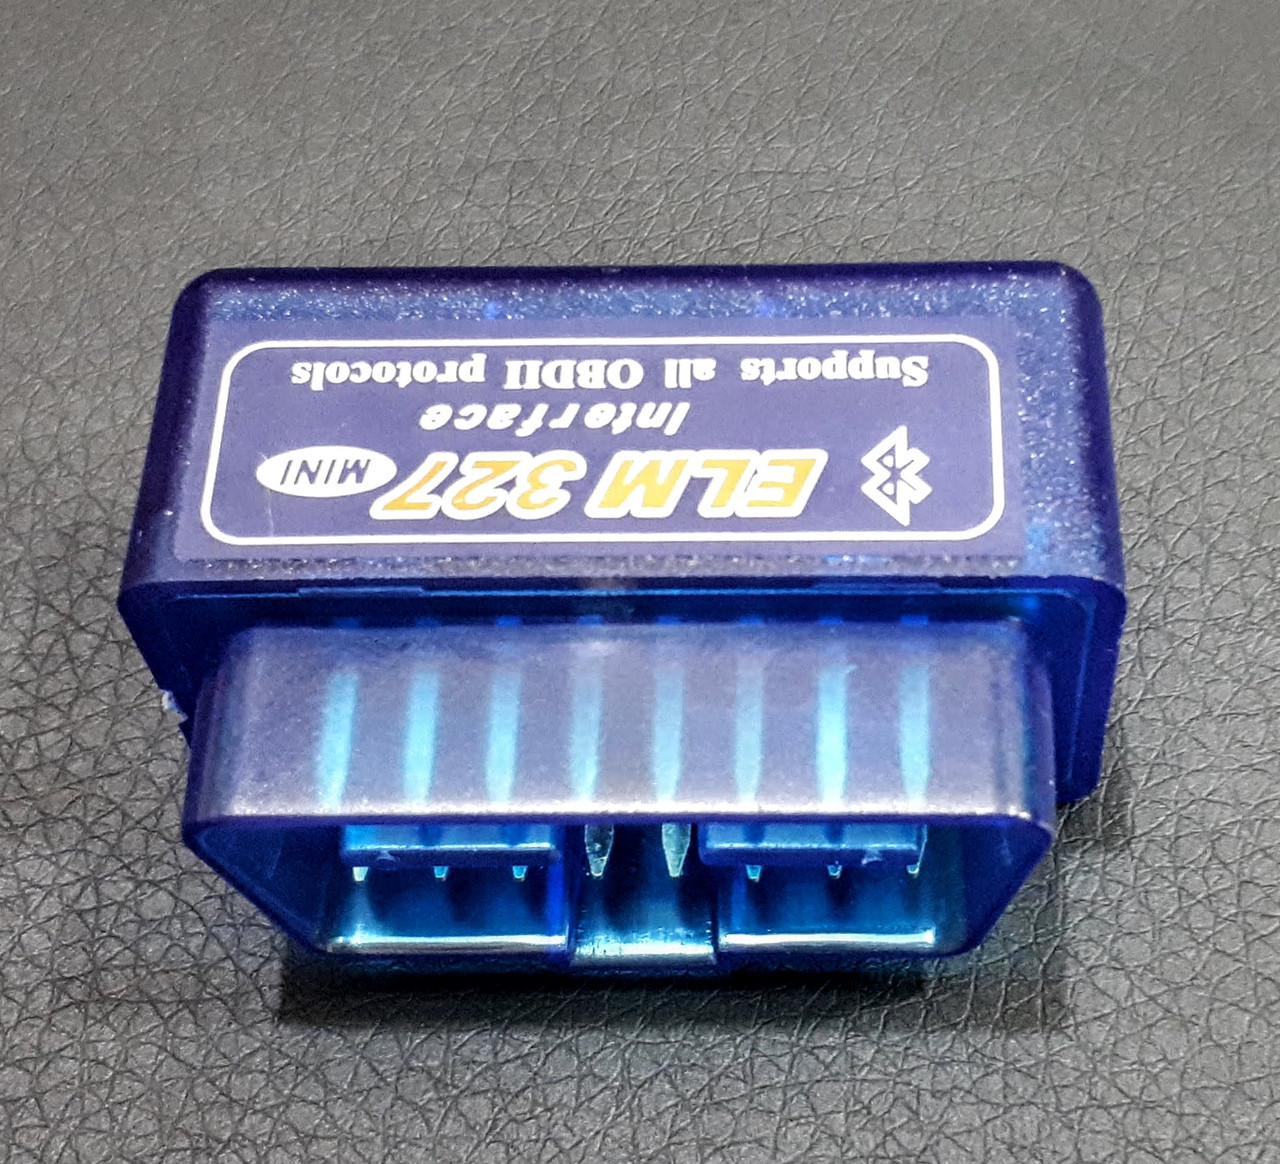 ELM 327 MINI
Interface
Supports all OBDII protocols